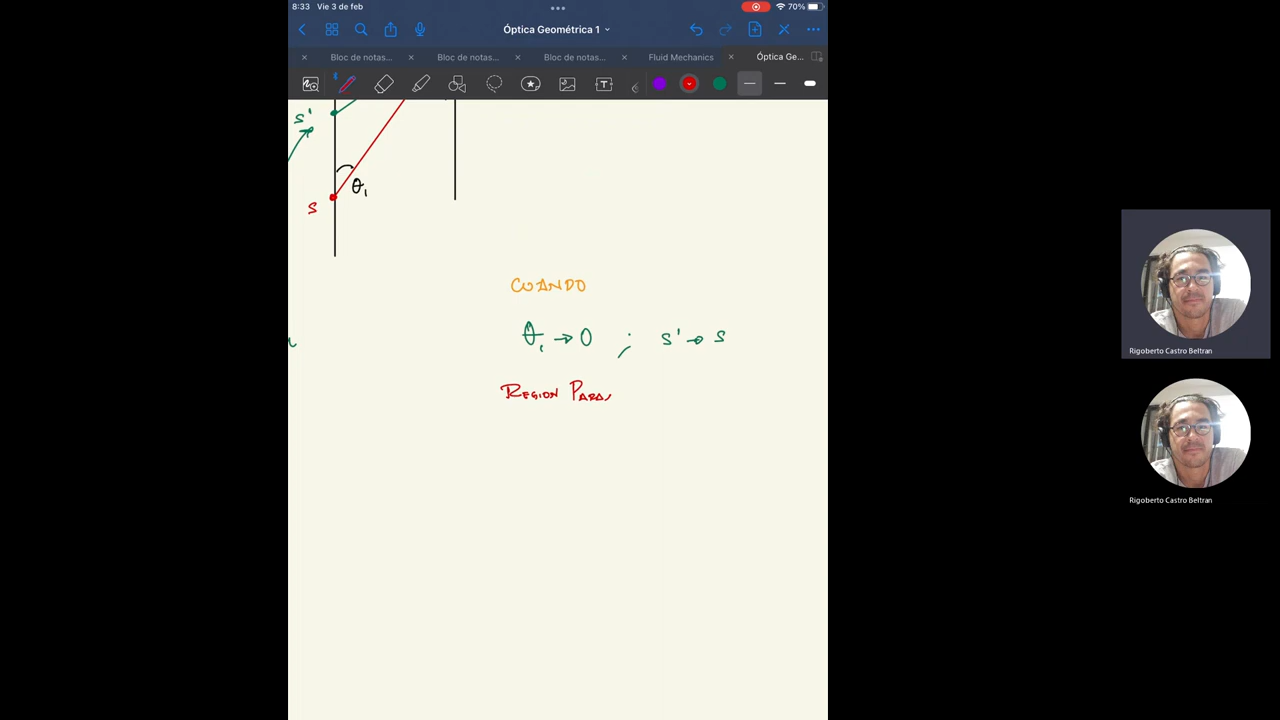 8:33 Vie 3 de feb
70%
Óptica Geométrica 1
Bloc de notas...
Bloc de notas...
Bloc de notas...
Fluid Mechanics
Óptica Ge...
T
s'
θ₁
s
CUANDO
θ₁ → 0 ; s' → s
REGION PARA
Rigoberto Castro Beltran
Rigoberto Castro Beltran